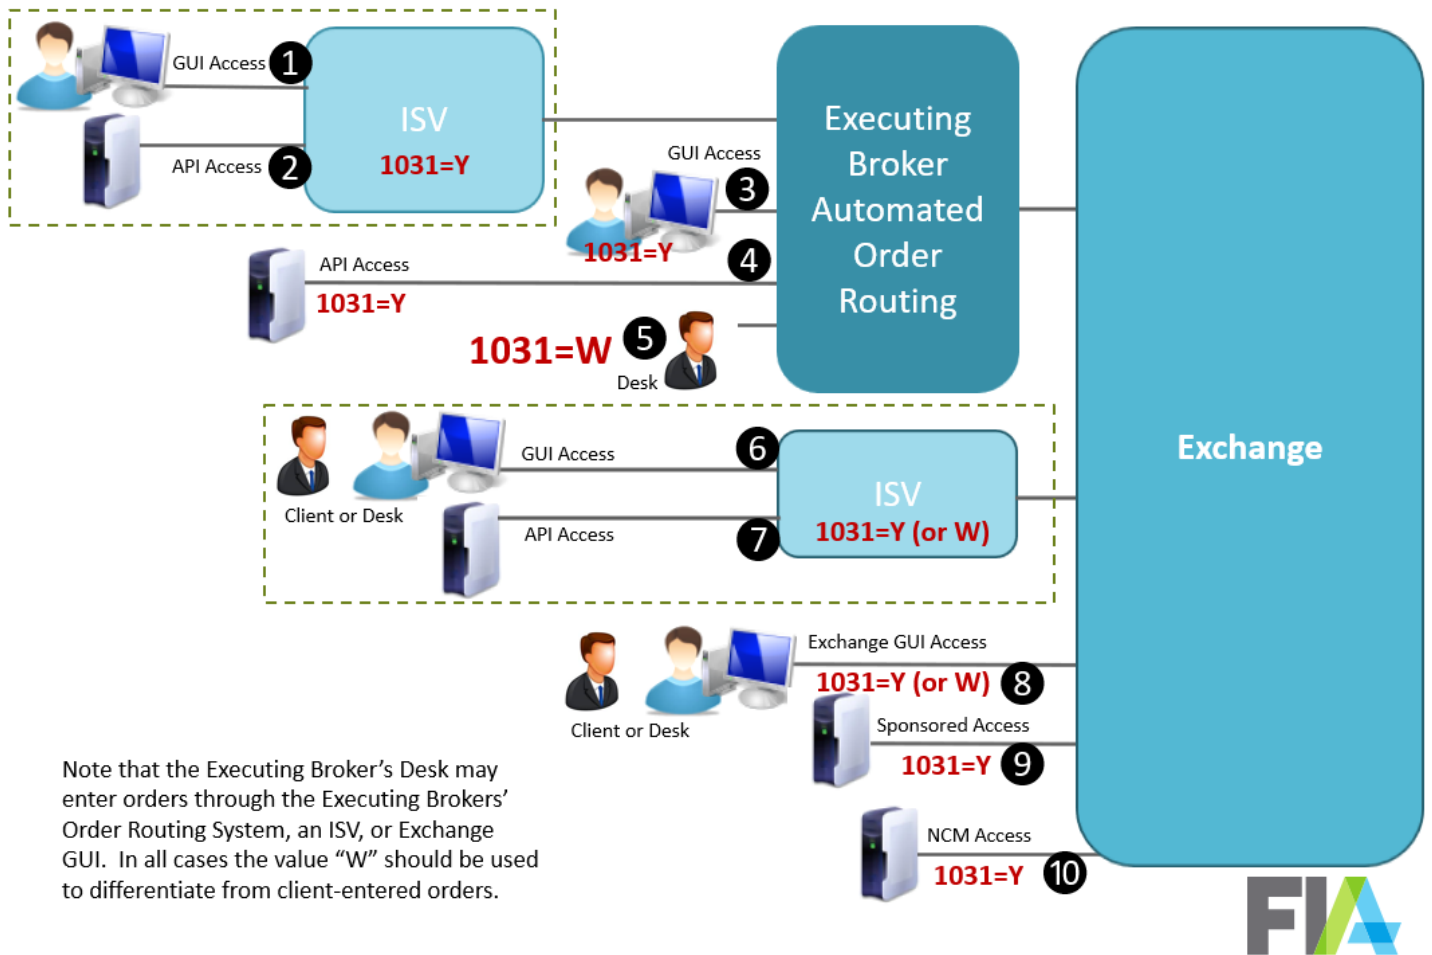 GUI Access 1
ISV
1031=Y
API Access 2
GUI Access
3
1031=Y
API Access
4
1031=Y
1031=W 5
Desk
Executing
Broker
Automated
Order
Routing
Exchange
GUI Access 6
Client or Desk
API Access 7
ISV
1031=Y (or W)
Exchange GUI Access
1031=Y (or W) 8
Client or Desk
Sponsored Access
1031=Y 9
NCM Access
1031=Y 10
Note that the Executing Broker’s Desk may
enter orders through the Executing Brokers’
Order Routing System, an ISV, or Exchange
GUI. In all cases the value “W” should be used
to differentiate from client-entered orders.
FIA